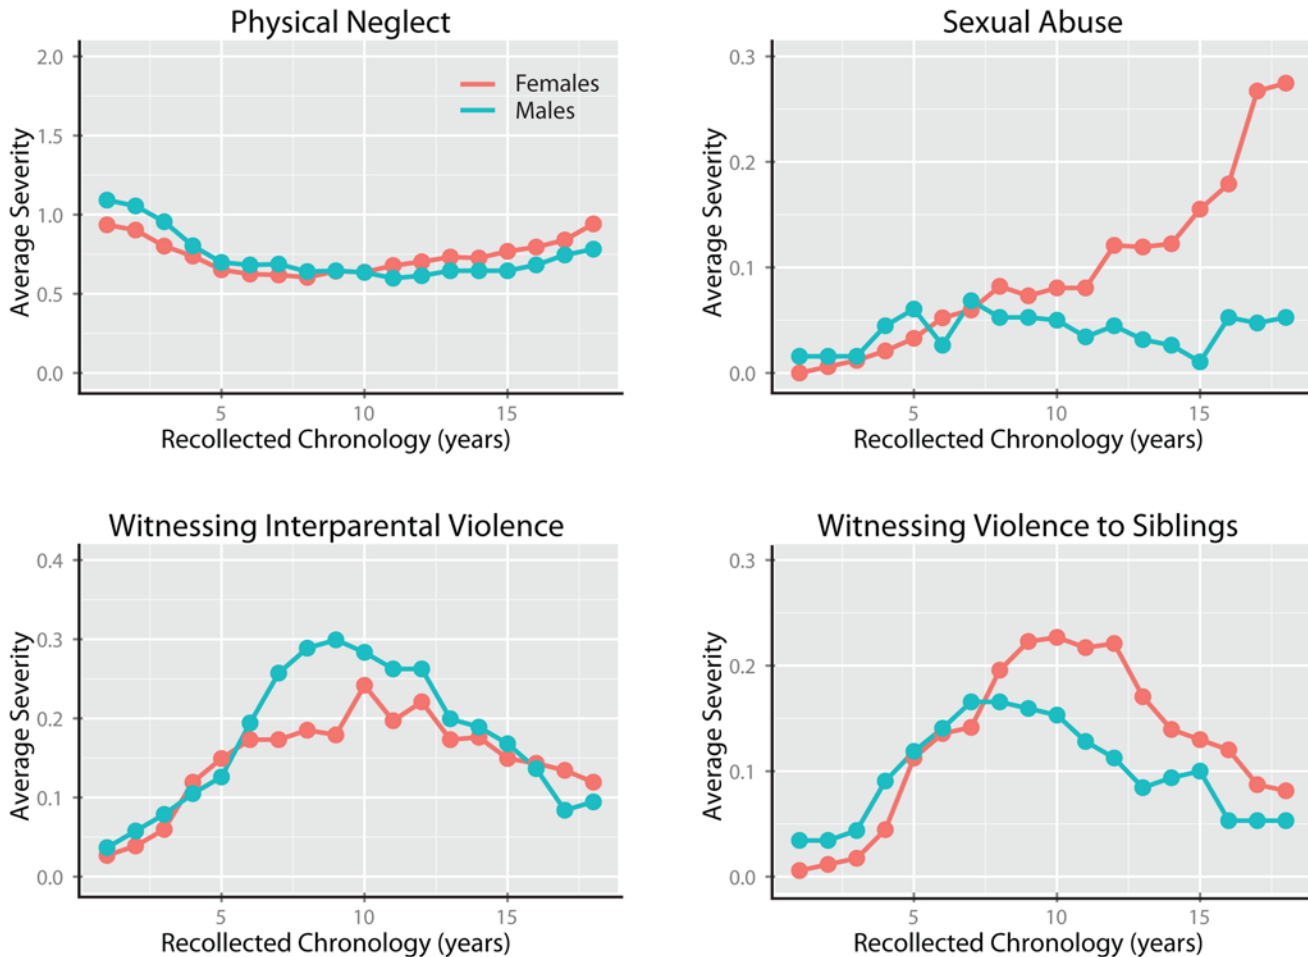 Physical Neglect
Average Severity
2.0
1.5
1.0
0.5
0.0
Females
Males
5 10 15
Recollected Chronology (years)
Sexual Abuse
Average Severity
0.3
0.2
0.1
0.0
5 10 15
Recollected Chronology (years)
Witnessing Interparental Violence
Average Severity
0.4
0.3
0.2
0.1
0.0
5 10 15
Recollected Chronology (years)
Witnessing Violence to Siblings
Average Severity
0.3
0.2
0.1
0.0
5 10 15
Recollected Chronology (years)